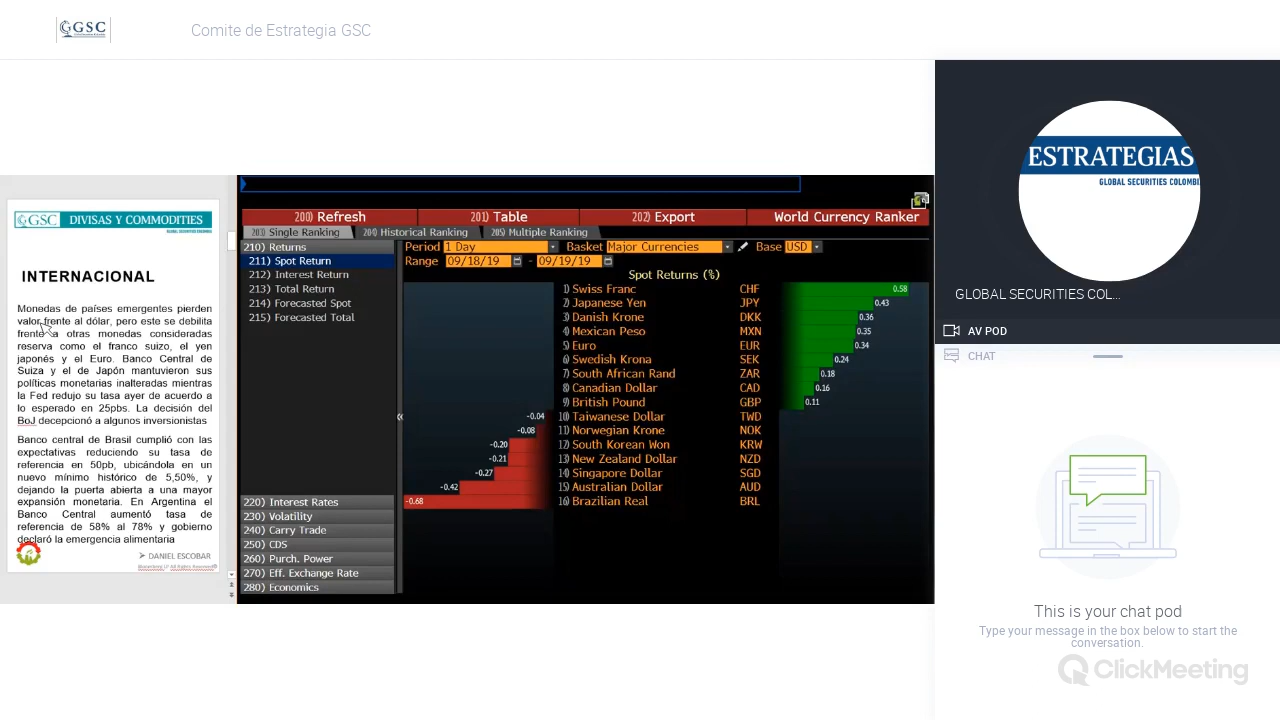 GGSC
Comite de Estrategia GSC
GGSC DIVISAS Y COMMODITIES
GLOBAL SECURITIES COLOMBIA
INTERNACIONAL
Monedas de países emergentes pierden
valor frente al dólar, pero este se debilita
frente a otras monedas consideradas
reserva como el franco suizo, el yen
japonés y el Euro. Banco Central de
Suiza y el de Japón mantuvieron sus
políticas monetarias inalteradas mientras
la Fed redujo su tasa ayer de acuerdo a
lo esperado en 25pbs. La decisión del
BoJ decepcionó a algunos inversionistas
Banco central de Brasil cumplió con las
expectativas reduciendo su tasa de
referencia en 50pb, ubicándola en un
nuevo mínimo histórico de 5,50%, y
dejando la puerta abierta a una mayor
expansión monetaria. En Argentina el
Banco Central aumentó tasa de
referencia de 58% al 78% y gobierno
declaró la emergencia alimentaria
➢ DANIEL ESCOBAR
Bloomberg LP All Rights Reserved©
200) Refresh 201) Table 202) Export World Currency Ranker
203) Single Ranking 204) Historical Ranking 205) Multiple Ranking
210) Returns
211) Spot Return
212) Interest Return
213) Total Return
214) Forecasted Spot
215) Forecasted Total
220) Interest Rates
230) Volatility
240) Carry Trade
250) CDS
260) Purch. Power
270) Eff. Exchange Rate
280) Economics
Period 1 Day Basket Major Currencies Base USD
Range 09/18/19 - 09/19/19
Spot Returns (%)
1) Swiss Franc CHF 0.58
2) Japanese Yen JPY 0.43
3) Danish Krone DKK 0.36
4) Mexican Peso MXN 0.35
5) Euro EUR 0.34
6) Swedish Krona SEK 0.24
7) South African Rand ZAR 0.18
8) Canadian Dollar CAD 0.16
9) British Pound GBP 0.11
-0.04 10) Taiwanese Dollar TWD
-0.08 11) Norwegian Krone NOK
-0.20 12) South Korean Won KRW
-0.21 13) New Zealand Dollar NZD
-0.27 14) Singapore Dollar SGD
-0.42 15) Australian Dollar AUD
-0.68 16) Brazilian Real BRL
ESTRATEGIAS
GLOBAL SECURITIES COLOMBI
GLOBAL SECURITIES COL...
AV POD
CHAT
This is your chat pod
Type your message in the box below to start the
conversation.
ClickMeeting